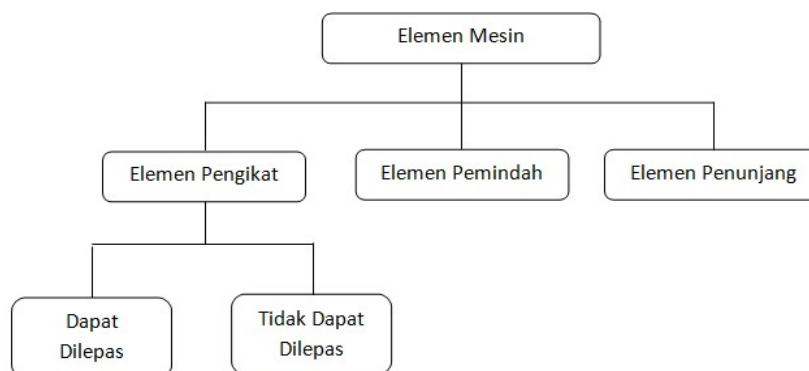 Elemen Mesin
Elemen Pengikat
Elemen Pemindah
Elemen Penunjang
Dapat
Dilepas
Tidak Dapat
Dilepas